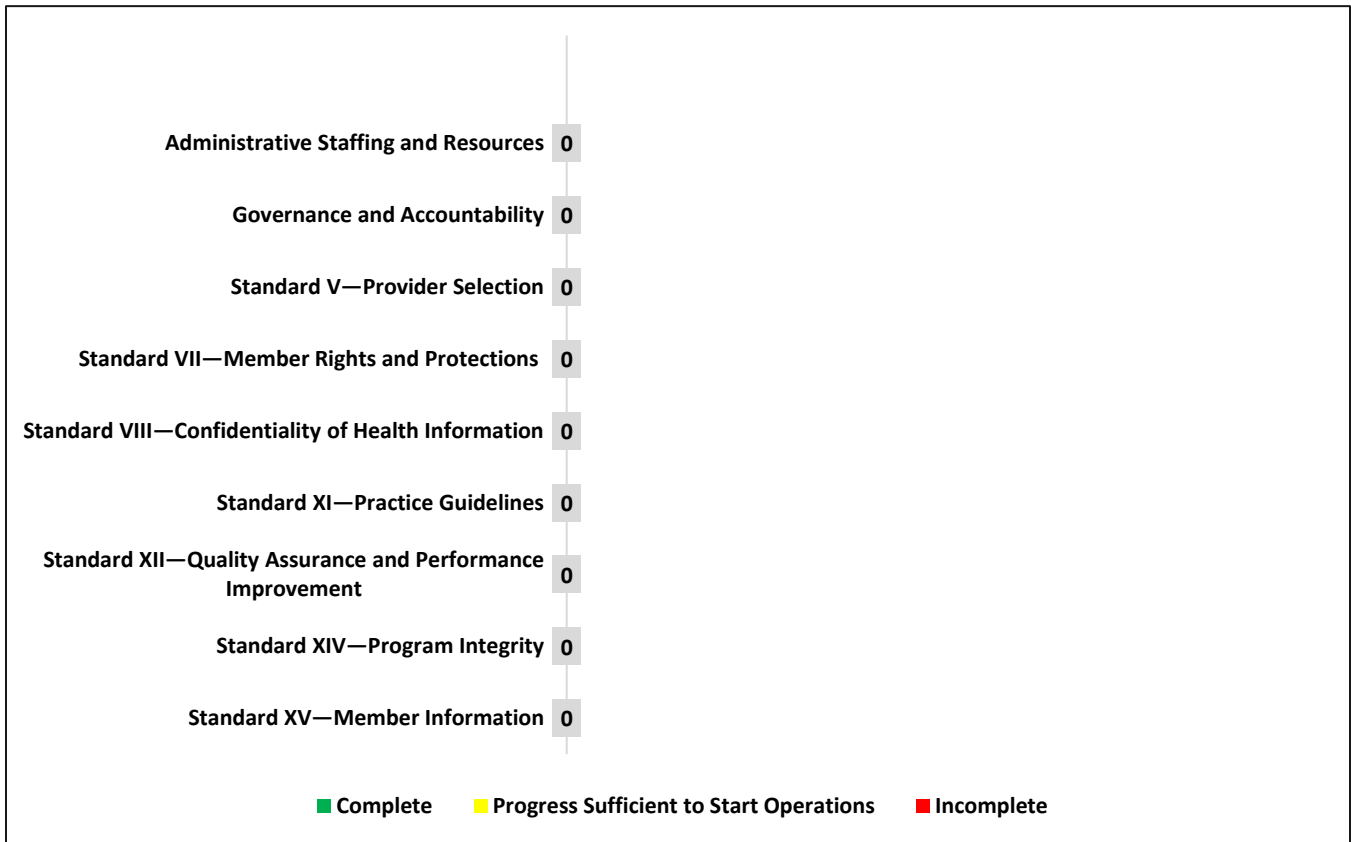 Administrative Staffing and Resources 0
Governance and Accountability 0
Standard V—Provider Selection 0
Standard VII—Member Rights and Protections 0
Standard VIII—Confidentiality of Health Information 0
Standard XI—Practice Guidelines 0
Standard XII—Quality Assurance and Performance
Improvement 0
Standard XIV—Program Integrity 0
Standard XV—Member Information 0
Complete Progress Sufficient to Start Operations Incomplete